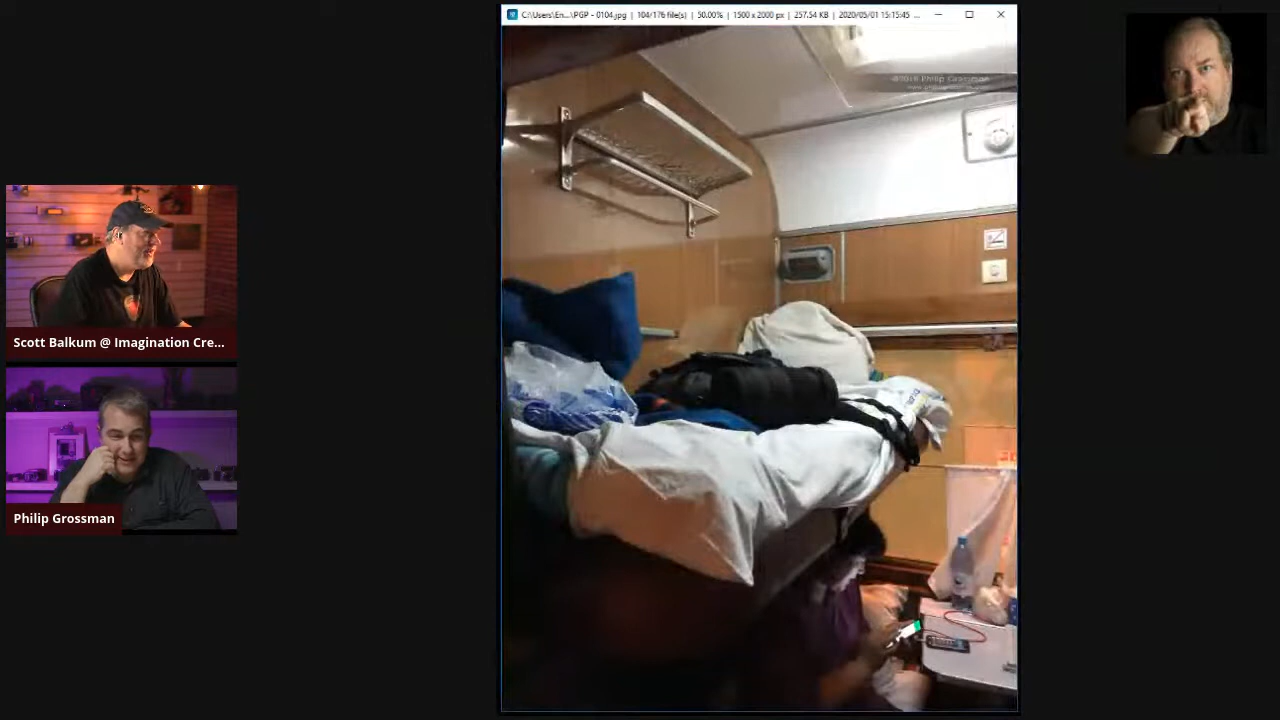 C:\Users\En...\PGP - 0104.jpg | 104/176 file(s) | 50.00% | 1500 x 2000 px | 257.54 KB | 2020/05/01 15:15:45 ...
©2018 Philip Grossman
Scott Balkum @ Imagination Cre...
Philip Grossman